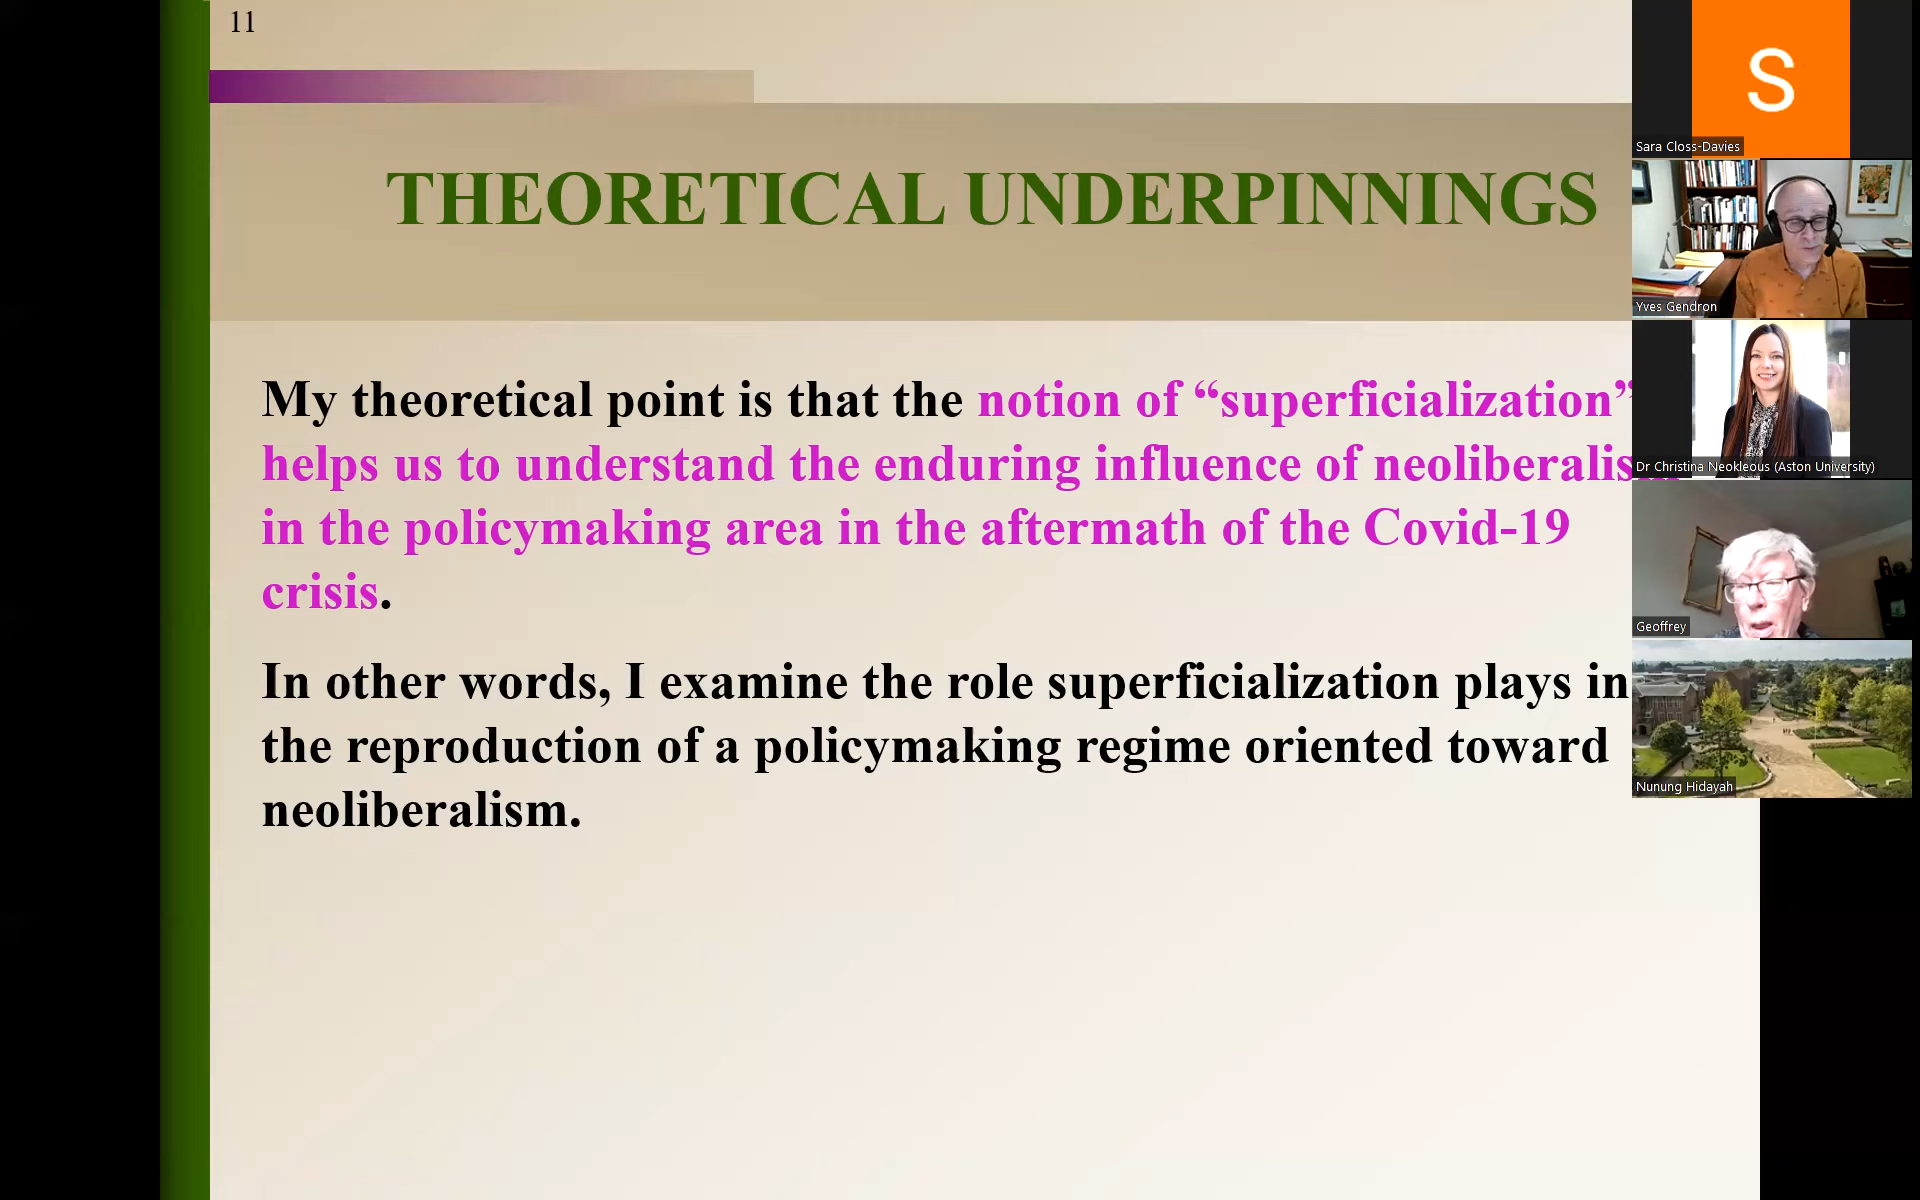 11
THEORETICAL UNDERPINNINGS
My theoretical point is that the notion of “superficialization”
helps us to understand the enduring influence of neoliberalism
in the policymaking area in the aftermath of the Covid-19
crisis.
In other words, I examine the role superficialization plays in
the reproduction of a policymaking regime oriented toward
neoliberalism.
S
Sara Closs-Davies
Yves Gendron
Dr Christina Neokleous (Aston University)
Geoffrey
Nunung Hidayah